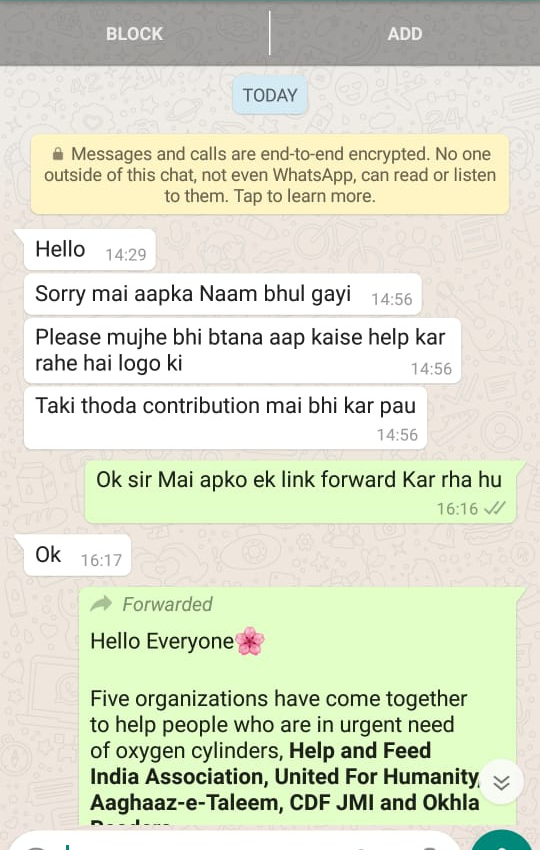 BLOCK
ADD
TODAY
Messages and calls are end-to-end encrypted. No one
outside of this chat, not even WhatsApp, can read or listen
to them. Tap to learn more.
Hello 14:29
Sorry mai aapka Naam bhul gayi 14:56
Please mujhe bhi btana aap kaise help kar
rahe hai logo ki 14:56
Taki thoda contribution mai bhi kar pau
14:56
Ok sir Mai apko ek link forward Kar rha hu
16:16
Ok 16:17
Forwarded
Hello Everyone🌸
Five organizations have come together
to help people who are in urgent need
of oxygen cylinders, Help and Feed
India Association, United For Humanity,
Aaghaaz-e-Taleem, CDF JMI and Okhla